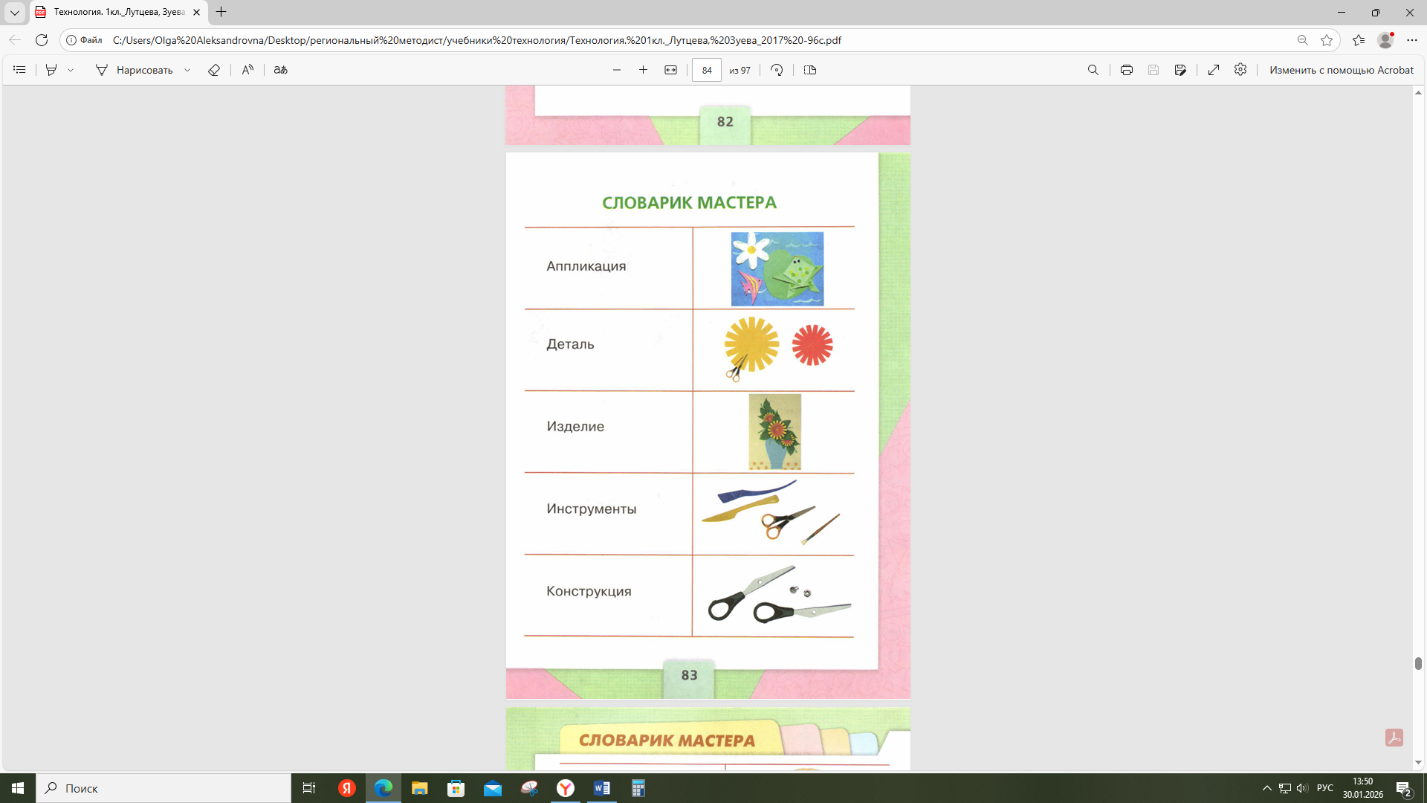 Технология. 1кл._Лутцева, Зуева
Файл
C:/Users/Olga%20Aleksandrovna/Desktop/региональный%20методист/учебники%20технология/Технология.%201кл._Лутцева,%20Зуева_2017%20-96с.pdf
Нарисовать
84 из 97
Изменить с помощью Acrobat
82
СЛОВАРИК МАСТЕРА
Аппликация
Деталь
Изделие
Инструменты
Конструкция
83
СЛОВАРИК МАСТЕРА
Поиск
РУС
13:50
30.01.2026
2